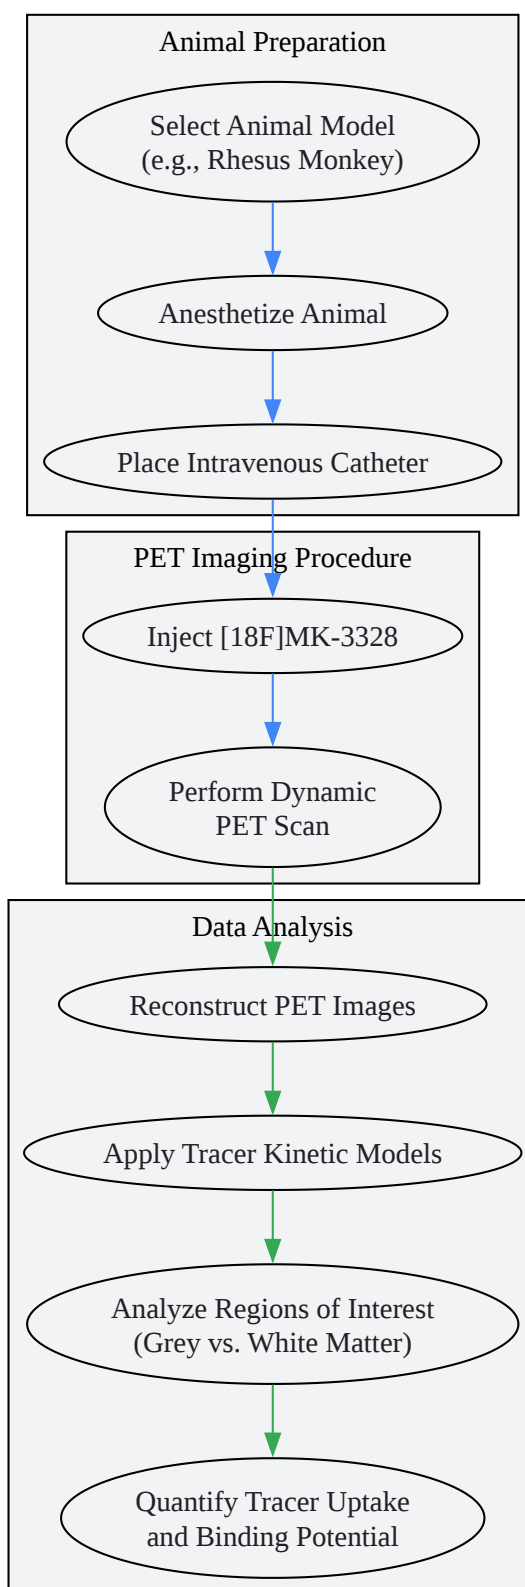 Animal Preparation
Select Animal Model
(e.g., Rhesus Monkey)
Anesthetize Animal
Place Intravenous Catheter
PET Imaging Procedure
Inject [18F]MK-3328
Perform Dynamic
PET Scan
Data Analysis
Reconstruct PET Images
Apply Tracer Kinetic Models
Analyze Regions of Interest
(Grey vs. White Matter)
Quantify Tracer Uptake
and Binding Potential